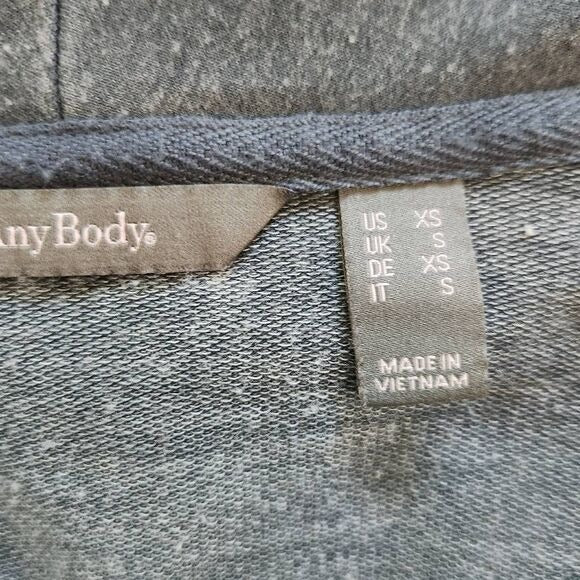 AnyBody®
US XS
UK S
DE XS
IT S
MADE IN
VIETNAM